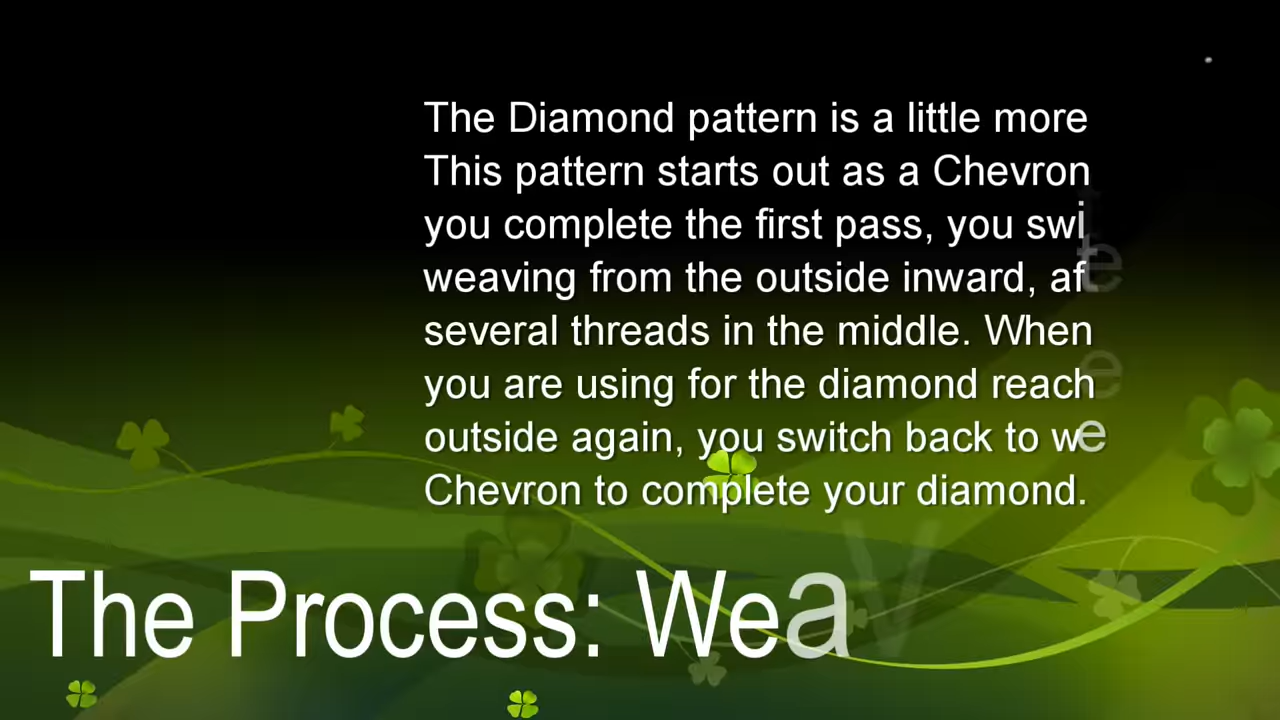 The Diamond pattern is a little more
This pattern starts out as a Chevron
you complete the first pass, you swi
weaving from the outside inward, af
several threads in the middle. When
you are using for the diamond reach
outside again, you switch back to we
Chevron to complete your diamond.
The Process: Weav